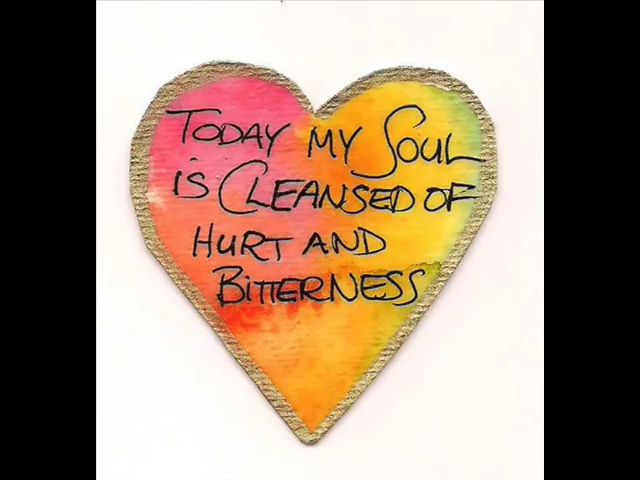 TODAY MY SOUL
iS CLEANSED OF
HURT AND
BiTTERNESS